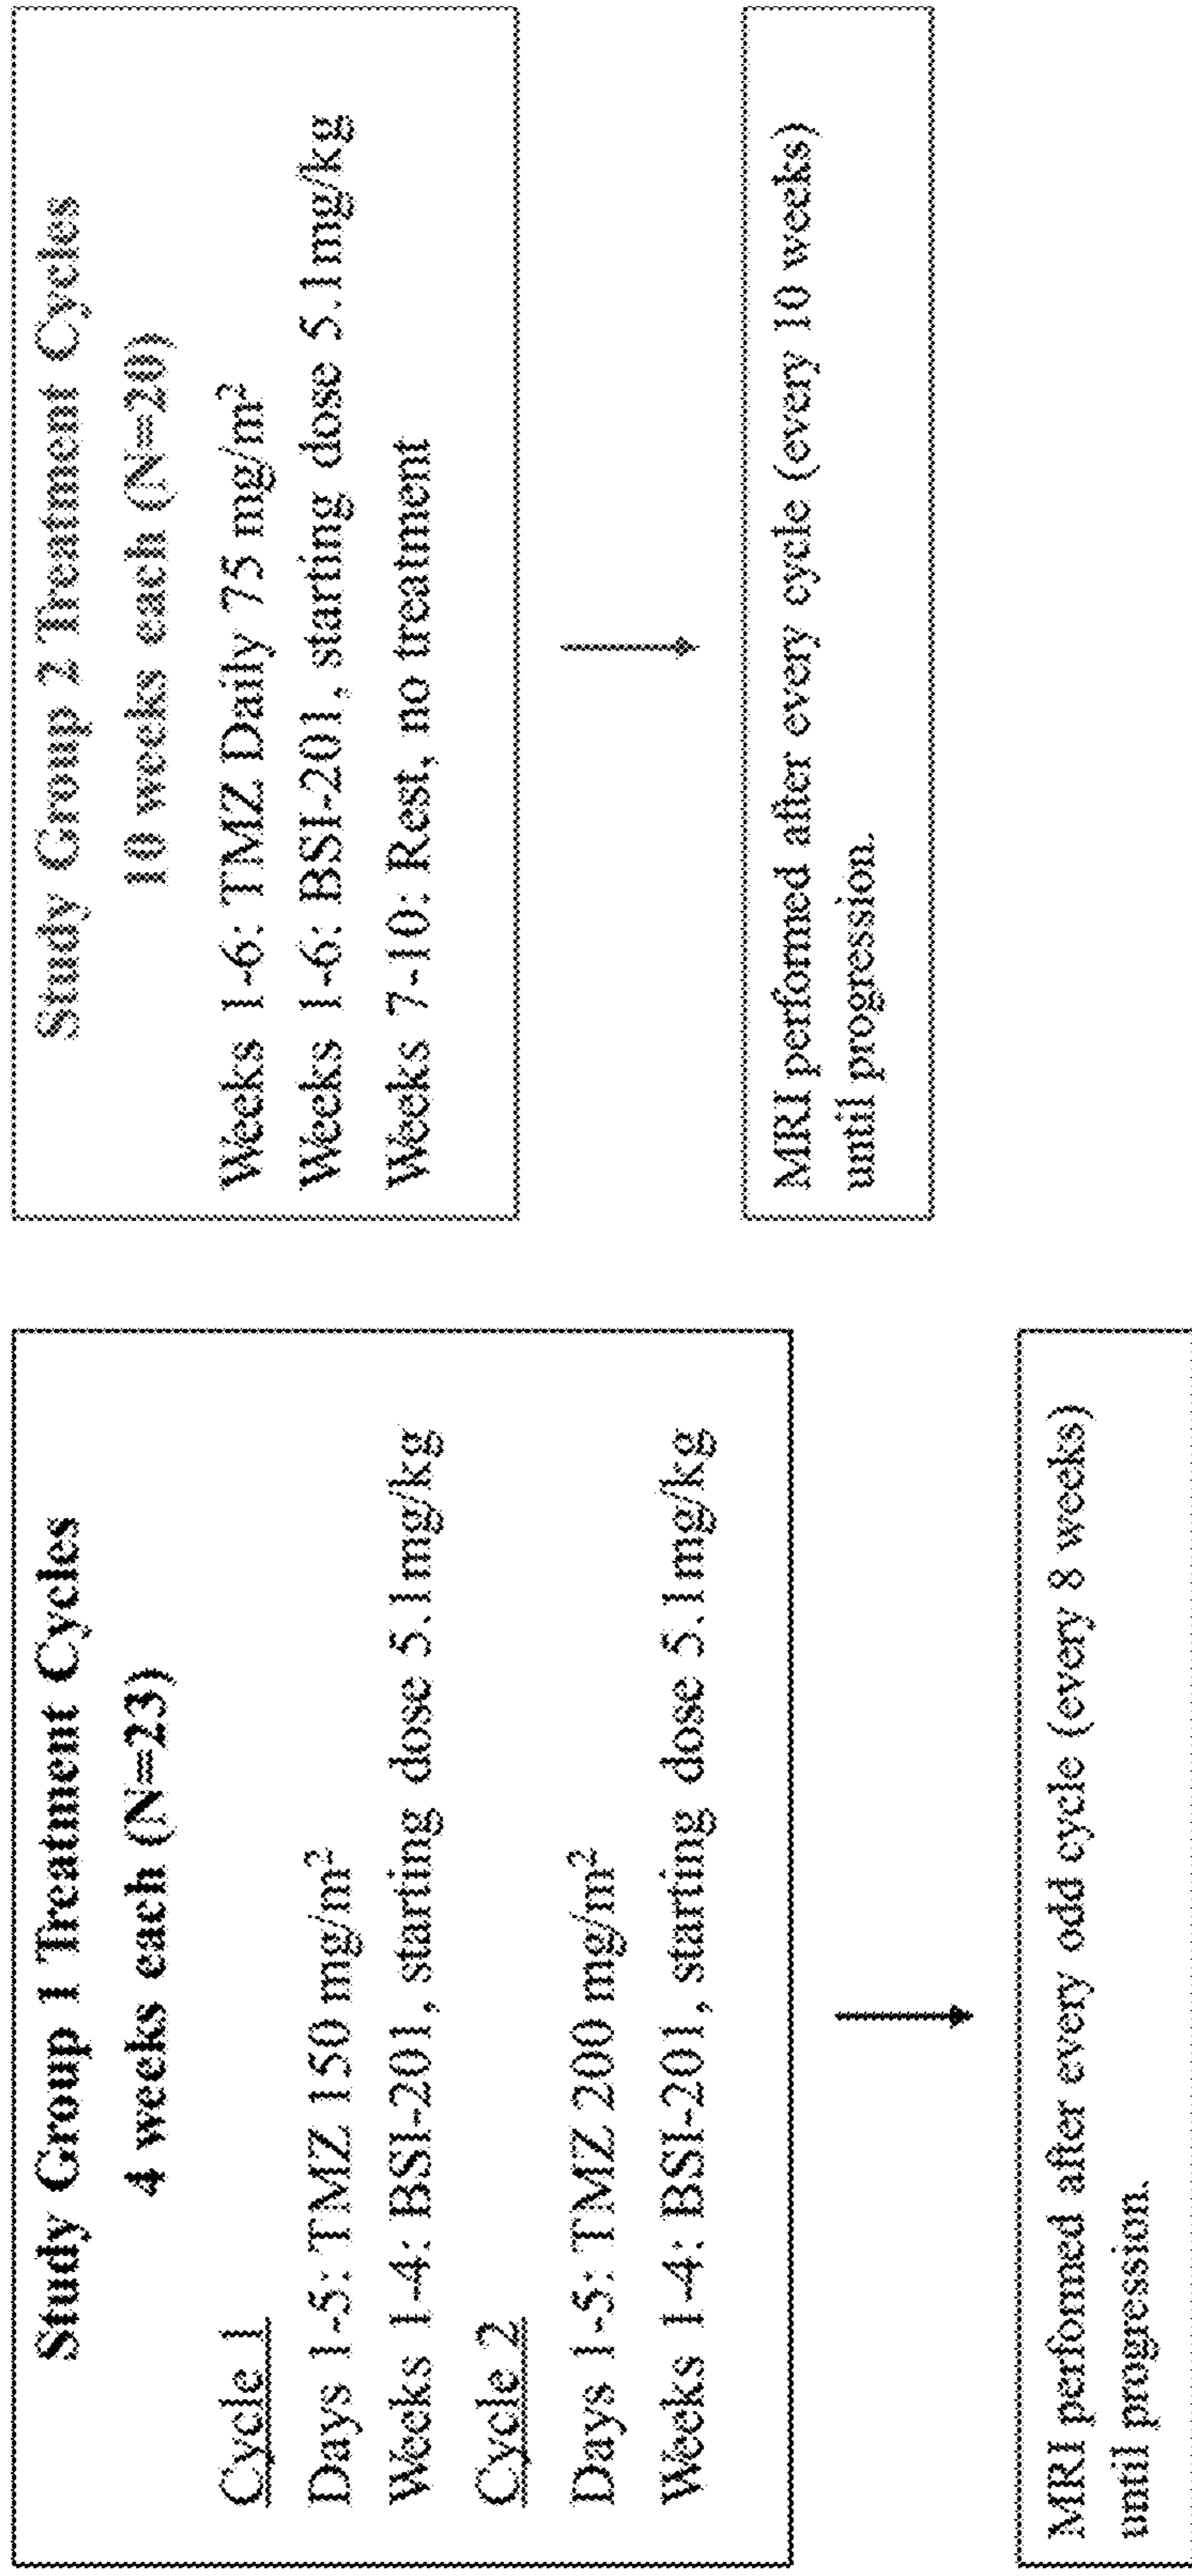 Study Group 1 Treatment Cycles
4 weeks each (N=23)
Cycle 1
Days 1-5: TMZ 150 mg/m²
Weeks 1-4: BSI-201, starting dose 5.1mg/kg
Cycle 2
Days 1-5: TMZ 200 mg/m²
Weeks 1-4: BSI-201, starting dose 5.1mg/kg
MRI performed after every odd cycle (every 8 weeks)
until progression.
Study Group 2 Treatment Cycles
10 weeks each (N=20)
Weeks 1-6: TMZ Daily 75 mg/m²
Weeks 1-6: BSI-201, starting dose 5.1mg/kg
Weeks 7-10: Rest, no treatment
MRI performed after every cycle (every 10 weeks)
until progression.